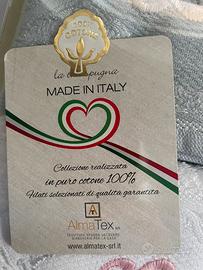 100%
COTONE
la tua spugna
MADE IN ITALY
Collezione realizzata
in puro cotone 100%
Filati selezionati di qualità garantita
AlmaTex
www.almatex-srl.it